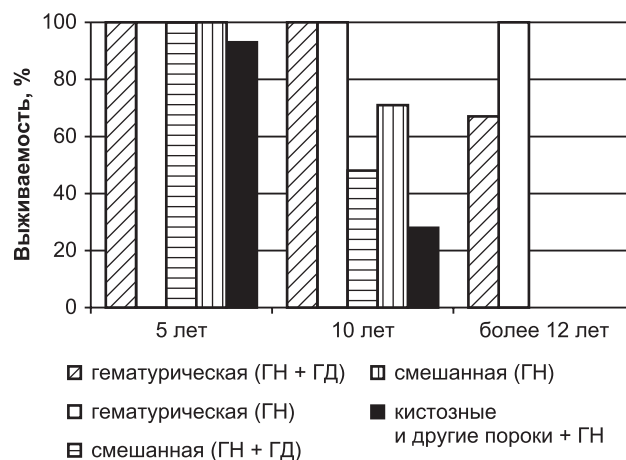 Выживаемость, %
100
80
60
40
20
0
5 лет
10 лет
более 12 лет
гематурическая (ГН + ГД)
гематурическая (ГН)
смешанная (ГН + ГД)
смешанная (ГН)
кистозные
и другие пороки + ГН